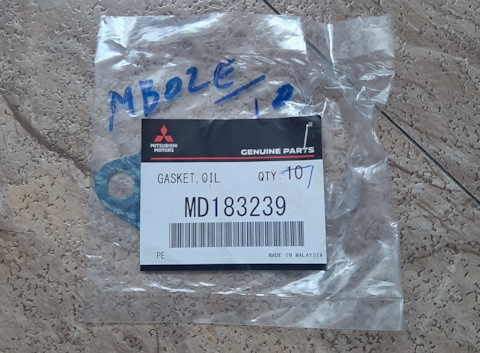 MB02E/10
MITSUBISHI
MOTORS
GENUINE PARTS
GASKET, OIL QTY. 10
MD183239
PE MADE IN MALAYSIA